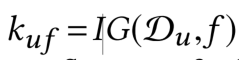 k_{uf} = IG(𝒟_u, f)